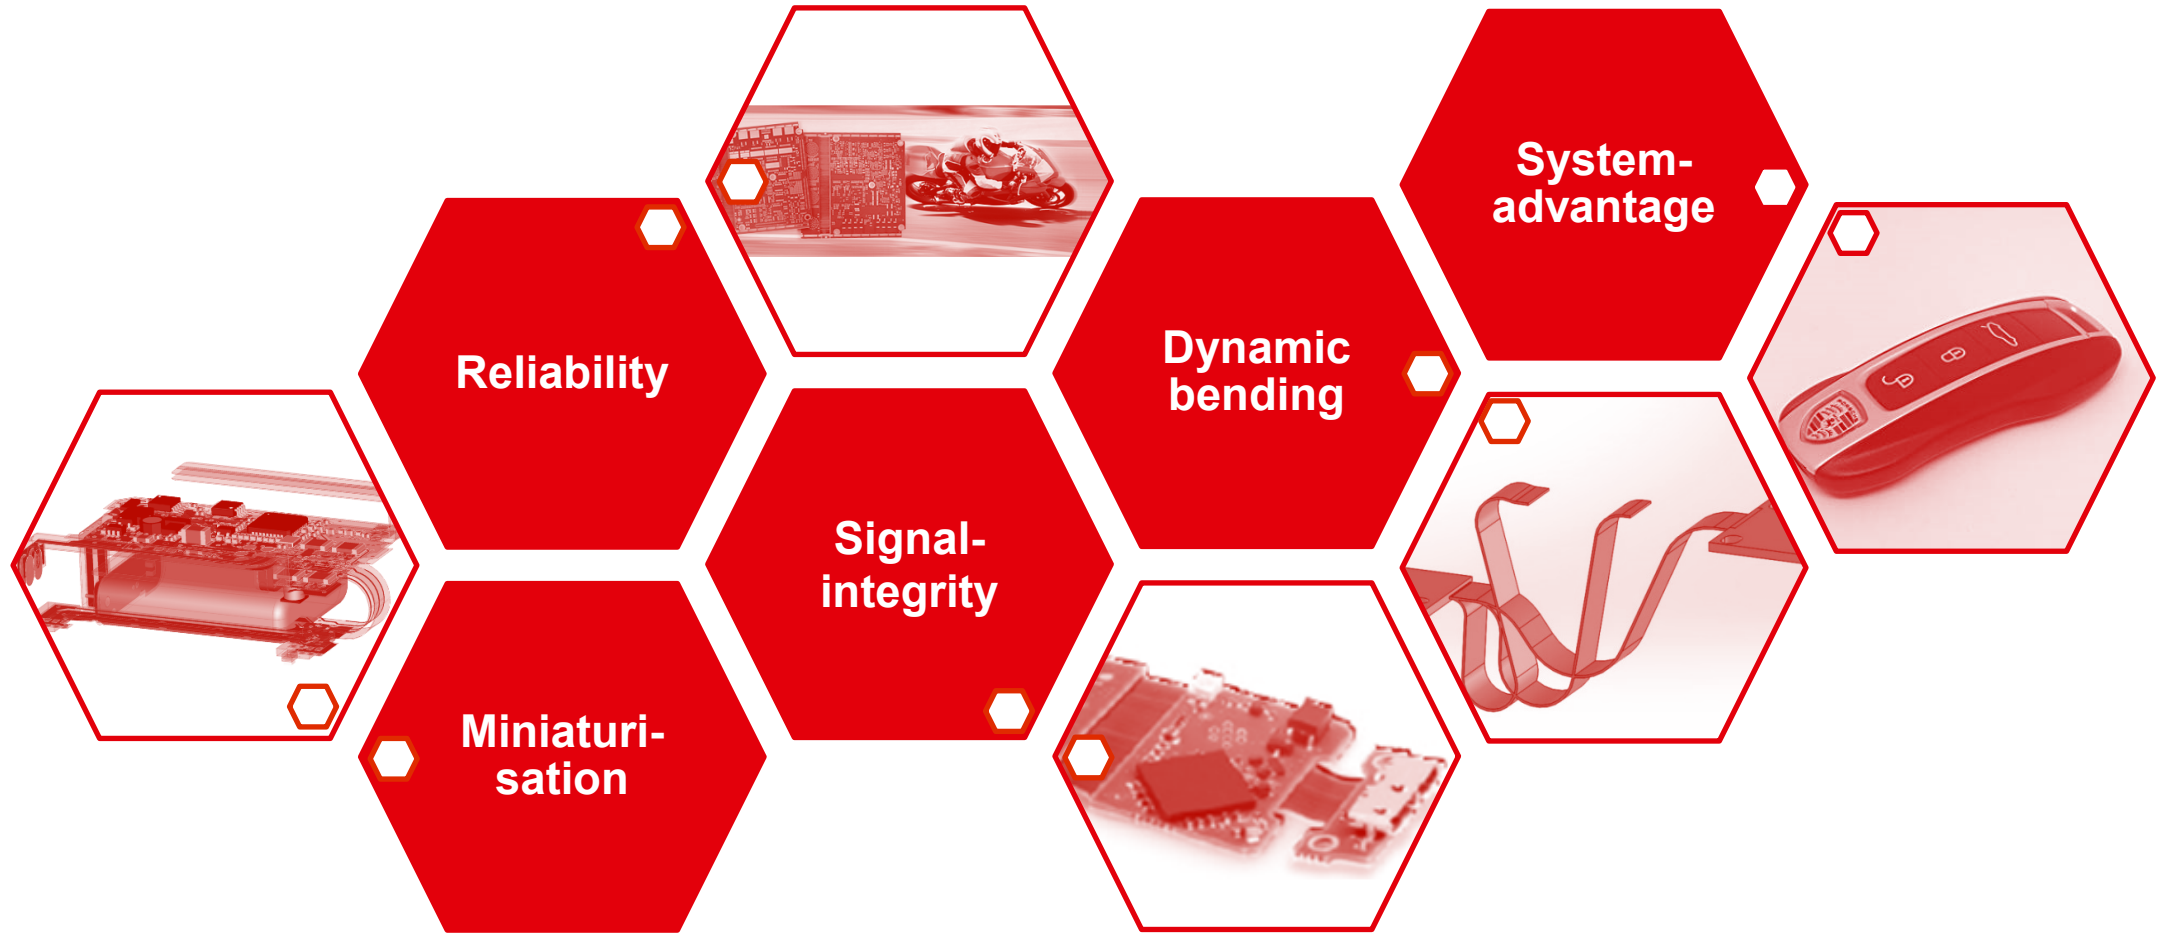 System-
advantage
Dynamic
bending
Reliability
Signal-
integrity
Miniaturi-
sation